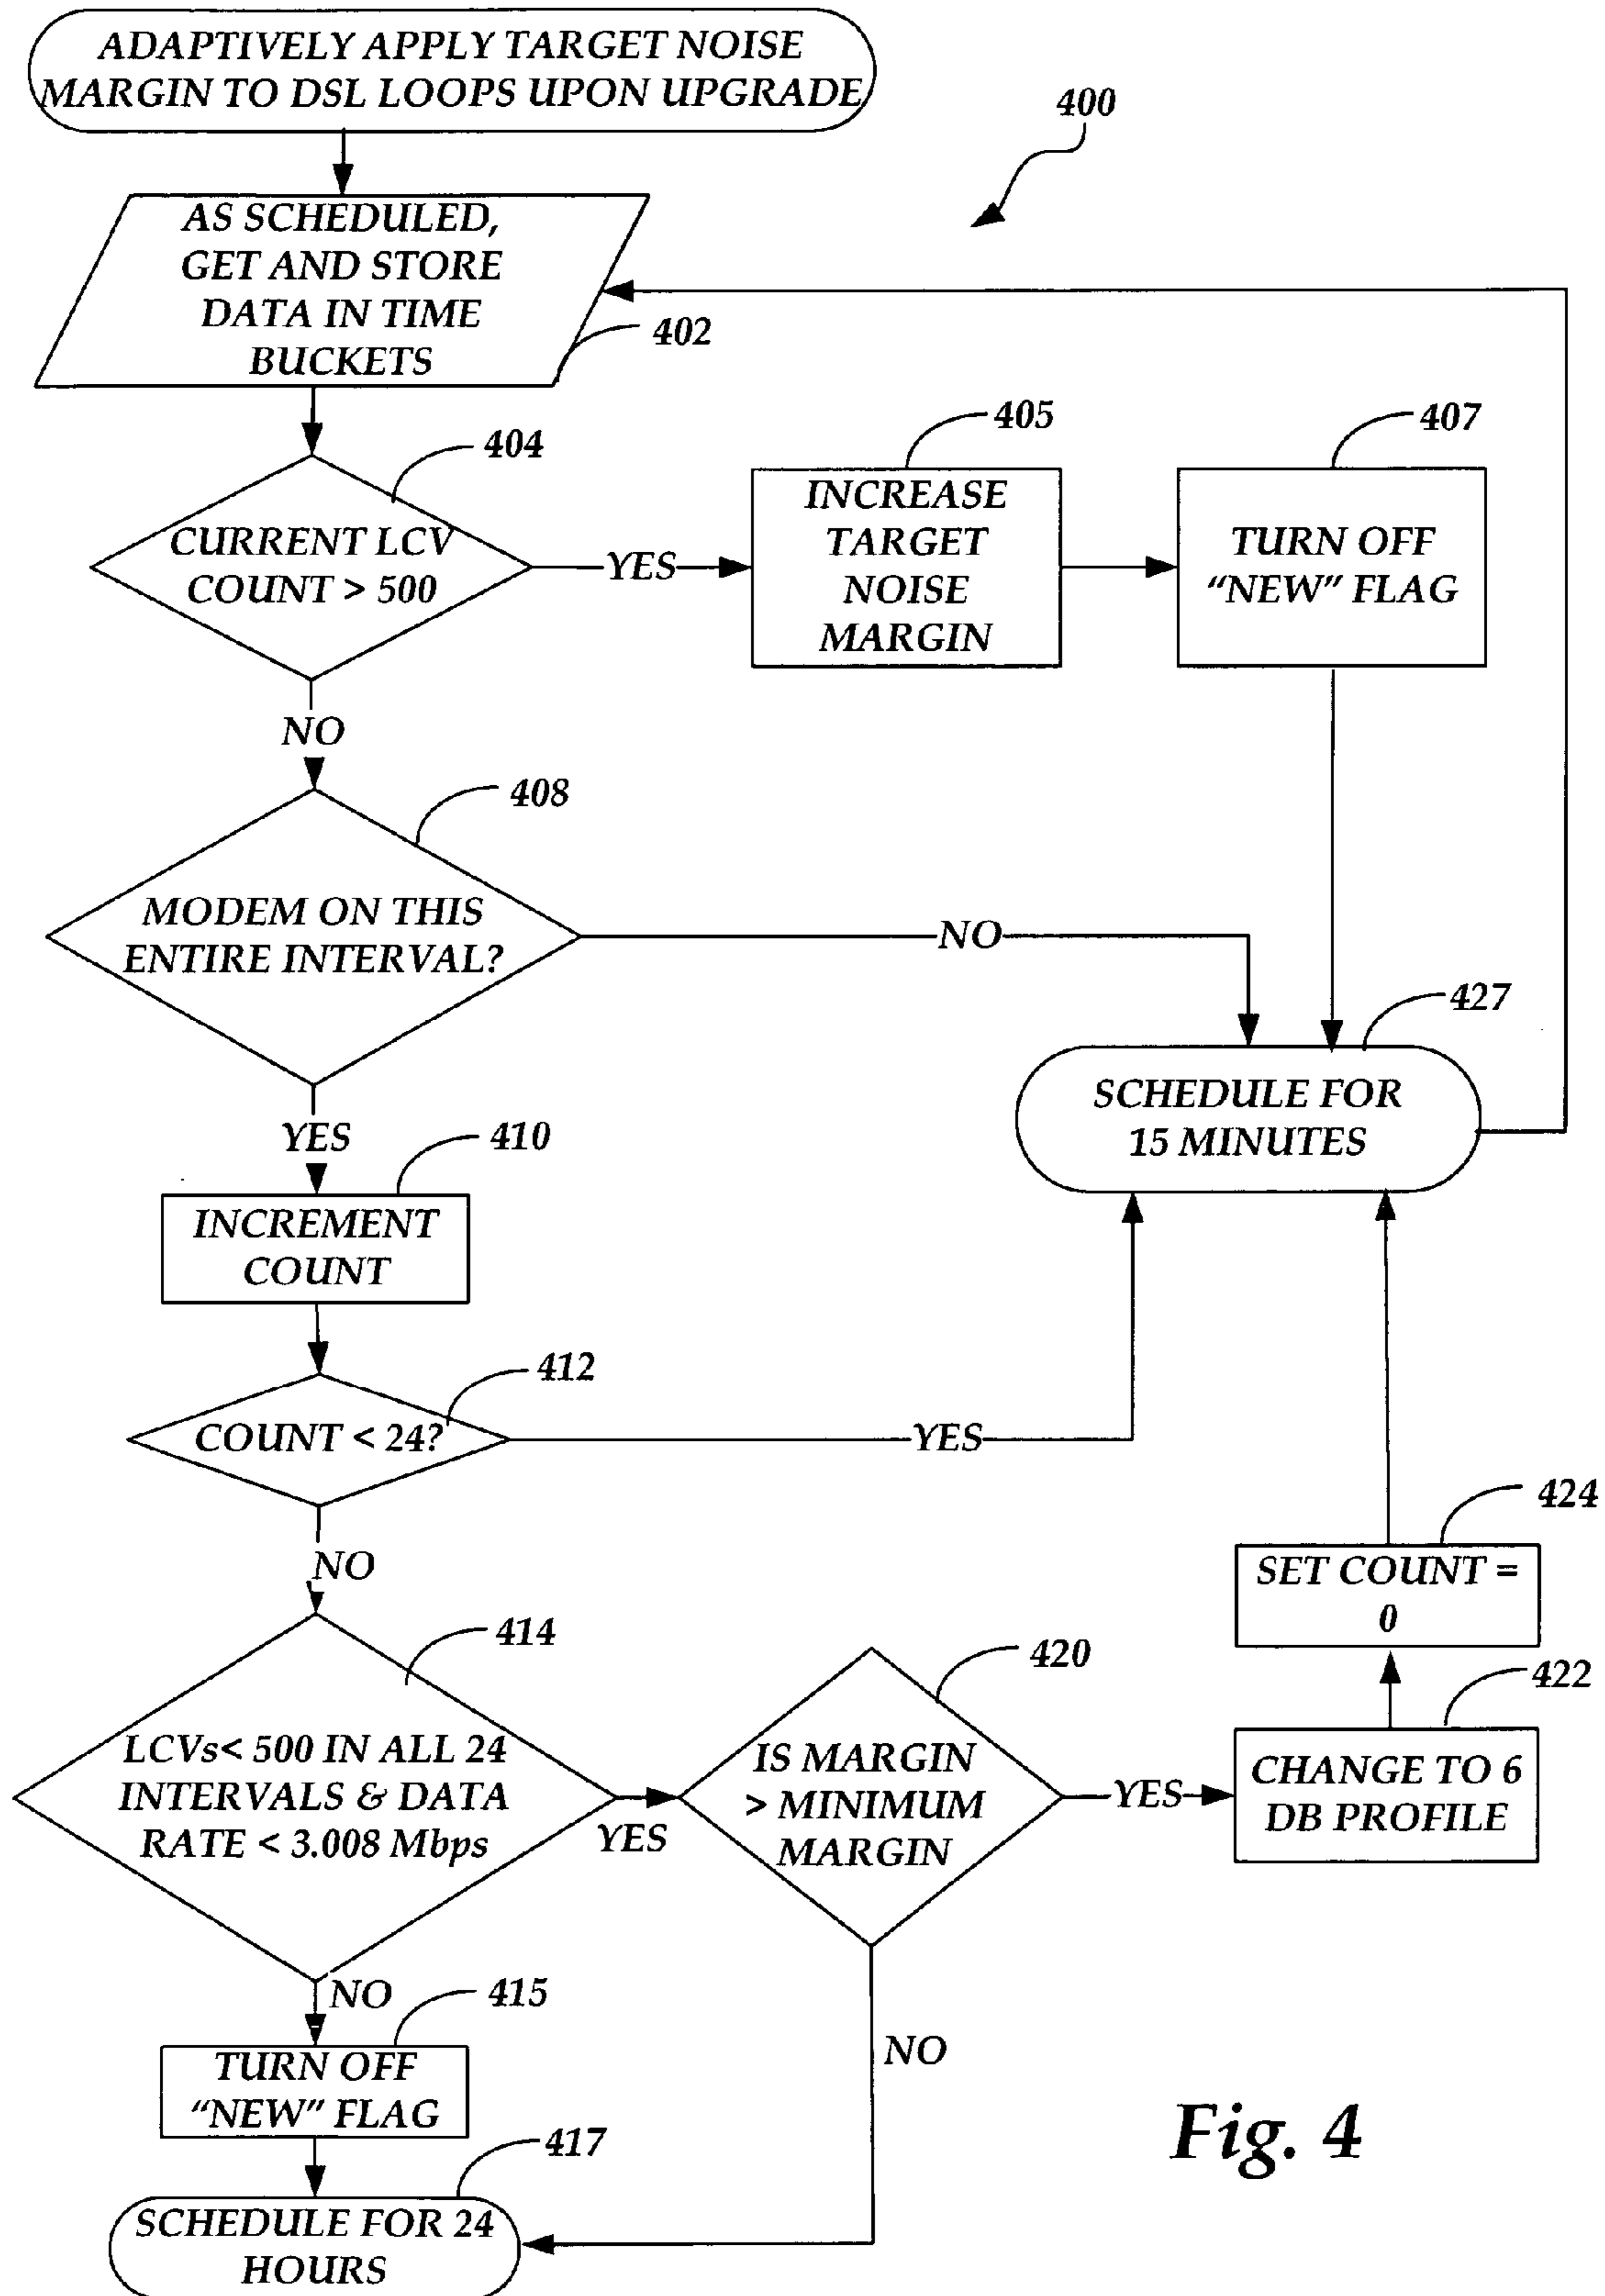 ADAPTIVELY APPLY TARGET NOISE
MARGIN TO DSL LOOPS UPON UPGRADE
400
AS SCHEDULED,
GET AND STORE
DATA IN TIME
BUCKETS
402
404
CURRENT LCV
COUNT > 500
YES
405
INCREASE
TARGET
NOISE
MARGIN
407
TURN OFF
“NEW” FLAG
NO
408
MODEM ON THIS
ENTIRE INTERVAL?
NO
427
SCHEDULE FOR
15 MINUTES
YES
410
INCREMENT
COUNT
412
COUNT < 24?
YES
424
SET COUNT =
0
NO
414
LCVs< 500 IN ALL 24
INTERVALS & DATA
RATE < 3.008 Mbps
YES
420
IS MARGIN
> MINIMUM
MARGIN
YES
422
CHANGE TO 6
DB PROFILE
NO
415
TURN OFF
“NEW” FLAG
NO
417
SCHEDULE FOR 24
HOURS
Fig. 4